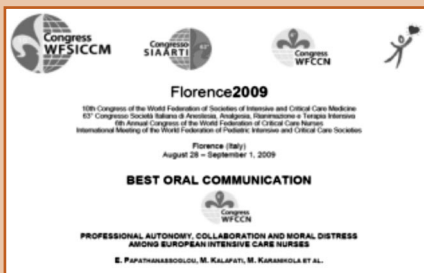 Congress
WFSICCM
Congresso
SIAARTI
63°
Congress
WFCCN
Florence2009
10th Congress of the World Federation of Societies of Intensive and Critical Care Medicine
63° Congresso Società Italiana di Anestesia, Analgesia, Rianimazione e Terapia Intensiva
6th Annual Congress of the World Federation of Critical Care Nurses
International Meeting of the World Federation of Pediatric Intensive and Critical Care Societies
Florence (Italy)
August 28 – September 1, 2009
BEST ORAL COMMUNICATION
Congress
WFCCN
PROFESSIONAL AUTONOMY, COLLABORATION AND MORAL DISTRESS
AMONG EUROPEAN INTENSIVE CARE NURSES
E. PAPATHANASSOGLOU, M. KALAFATI, M. KARANIKOLA ET AL.